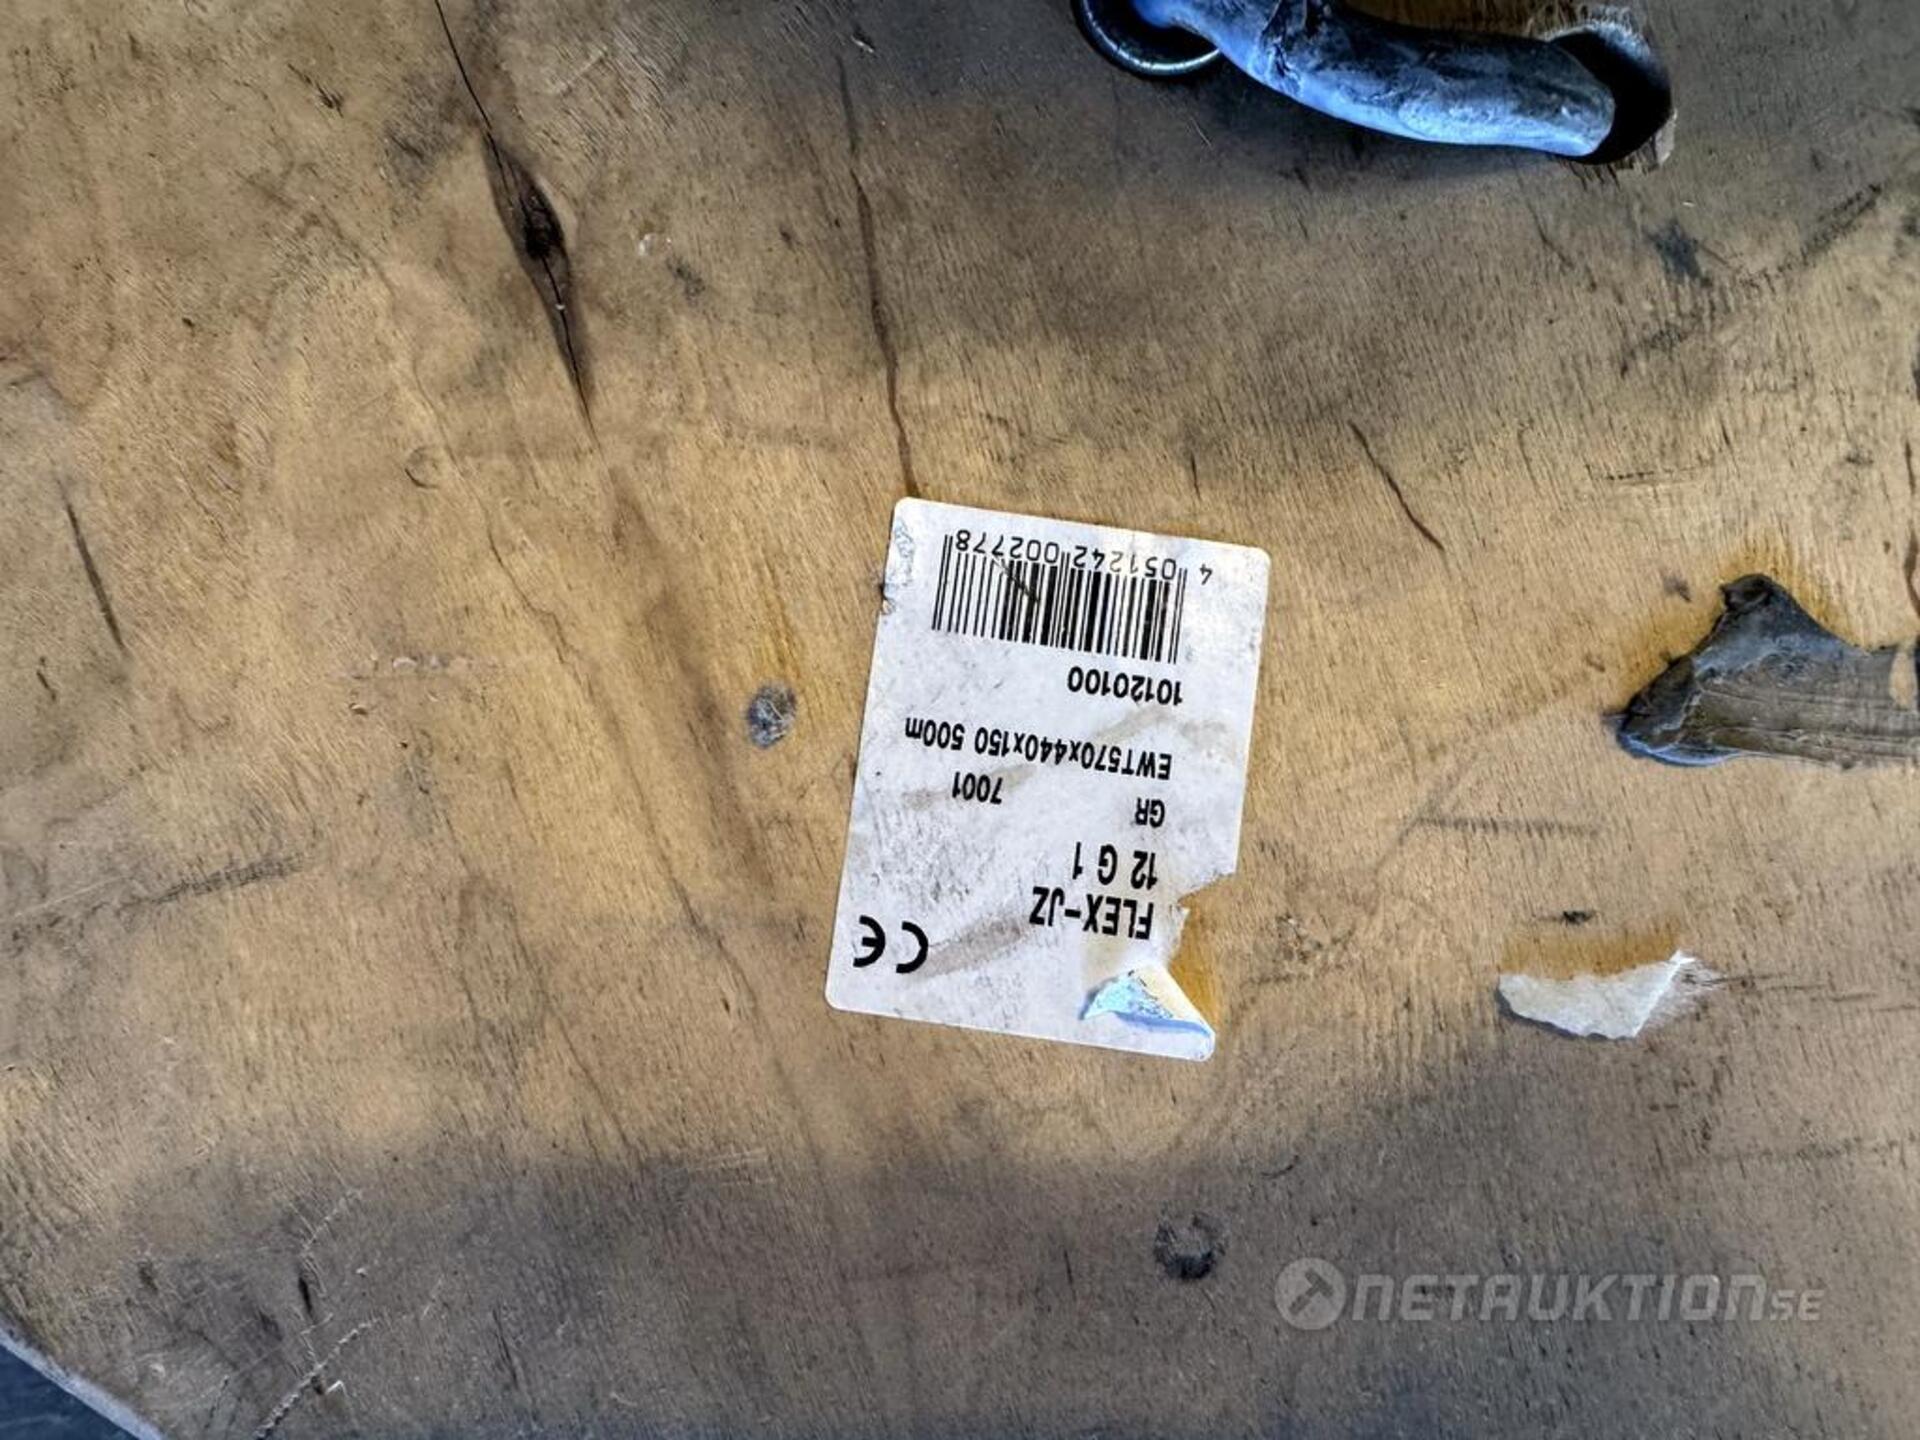 CE
FLEX-JZ
12 G 1
GR 7001
EWT570x440x150 500m
10120100
4 051242 002778
NETAUKTION.SE